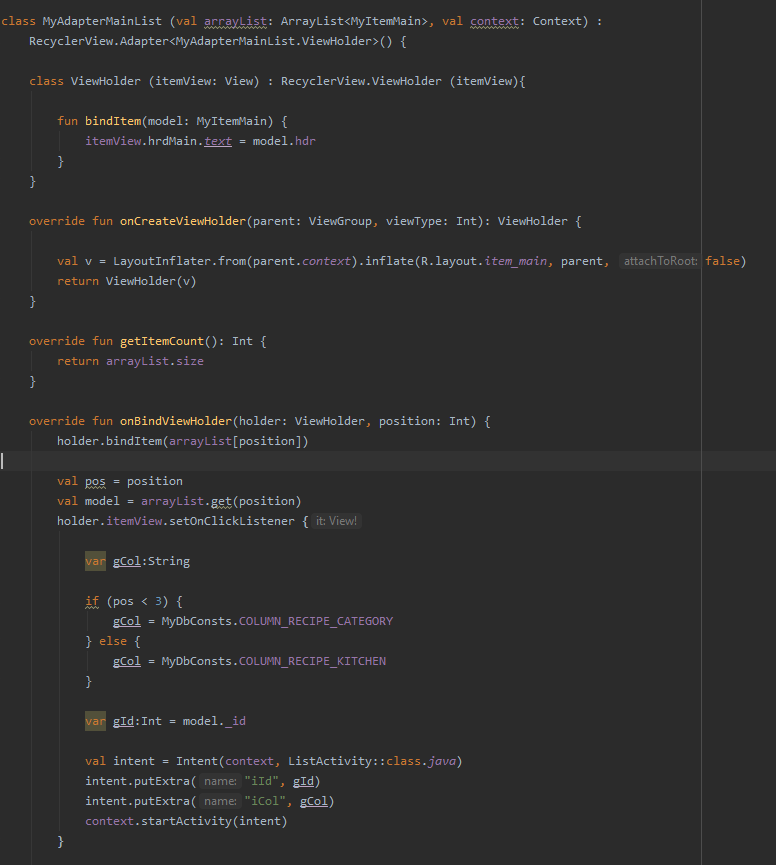 class MyAdapterMainList (val arrayList: ArrayList<MyItemMain>, val context: Context) :
    RecyclerView.Adapter<MyAdapterMainList.ViewHolder>() {

    class ViewHolder (itemView: View) : RecyclerView.ViewHolder (itemView){

        fun bindItem(model: MyItemMain) {
            itemView.hrdMain.text = model.hdr
        }
    }

    override fun onCreateViewHolder(parent: ViewGroup, viewType: Int): ViewHolder {

        val v = LayoutInflater.from(parent.context).inflate(R.layout.item_main, parent, attachToRoot: false)
        return ViewHolder(v)
    }

    override fun getItemCount(): Int {
        return arrayList.size
    }

    override fun onBindViewHolder(holder: ViewHolder, position: Int) {
        holder.bindItem(arrayList[position])

        val pos = position
        val model = arrayList.get(position)
        holder.itemView.setOnClickListener { it: View!

            var gCol:String

            if (pos < 3) {
                gCol = MyDbConsts.COLUMN_RECIPE_CATEGORY
            } else {
                gCol = MyDbConsts.COLUMN_RECIPE_KITCHEN
            }

            var gId:Int = model._id

            val intent = Intent(context, ListActivity::class.java)
            intent.putExtra( name: "iId", gId)
            intent.putExtra( name: "iCol", gCol)
            context.startActivity(intent)
        }